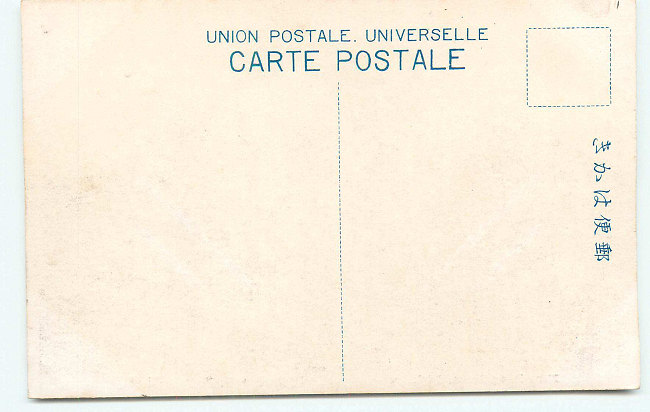 UNION POSTALE. UNIVERSELLE
CARTE POSTALE
郵便はかき